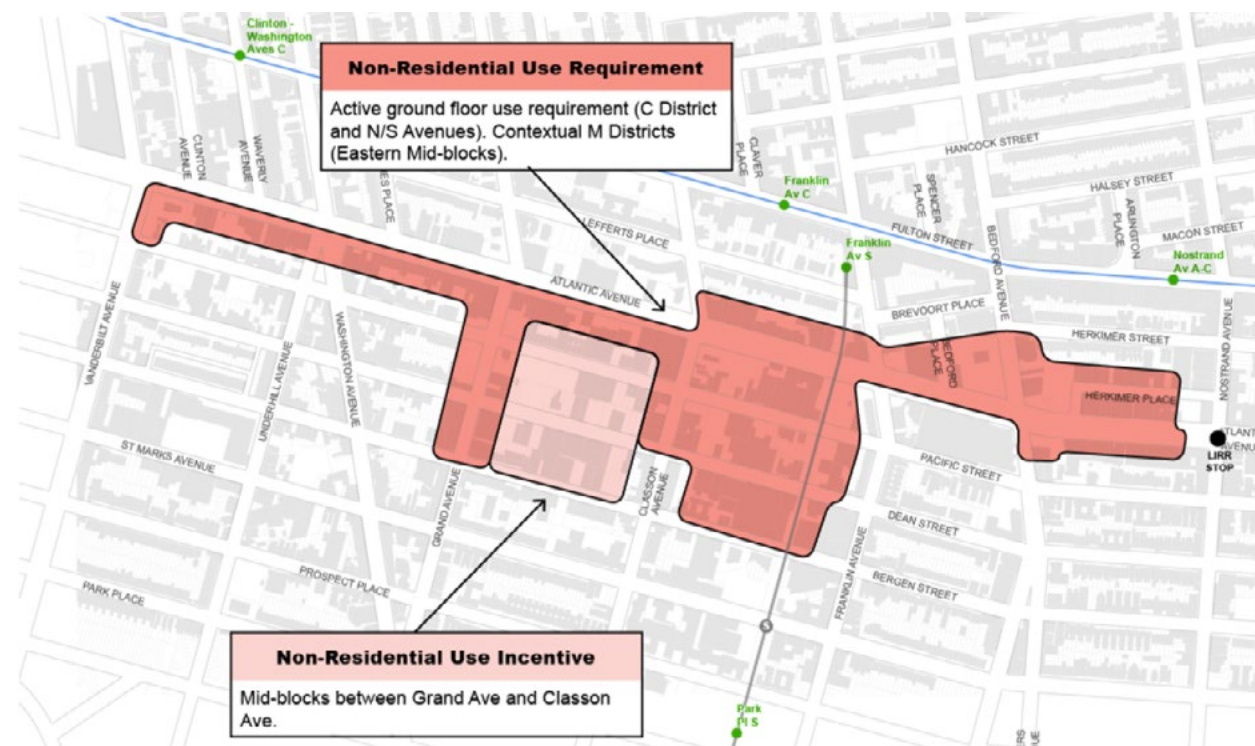 Clinton -
Washington
Aves C
Non-Residential Use Requirement
Active ground floor use requirement (C District
and N/S Avenues). Contextual M Districts
(Eastern Mid-blocks).
CLINTON
AVENUE
WAVERLY
AVENUE
PLACE
CLAVER
PLACE
HANCOCK STREET
HALSEY STREET
SPENCER
PLACE
ARLINGTON
PLACE
MACON STREET
Franklin
Av C
FULTON STREET
BEDFORD AVENUE
LEFFERTS PLACE
Franklin
Av S
Nostrand
Av A-C
ATLANTIC AVENUE
BREVOORT PLACE
HERKIMER STREET
BEDFORD
PLACE
NOSTRAND AVENUE
VANDERBILT AVENUE
WASHINGTON AVENUE
UNDERHILL AVENUE
HERKIMER PLACE
LIRR
STOP
ST MARKS AVENUE
PACIFIC STREET
GRAND AVENUE
CLASSON
AVENUE
DEAN STREET
PROSPECT PLACE
FRANKLIN AVENUE
BERGEN STREET
PARK PLACE
S
Non-Residential Use Incentive
Mid-blocks between Grand Ave and Classon
Ave.
Park
Pl S